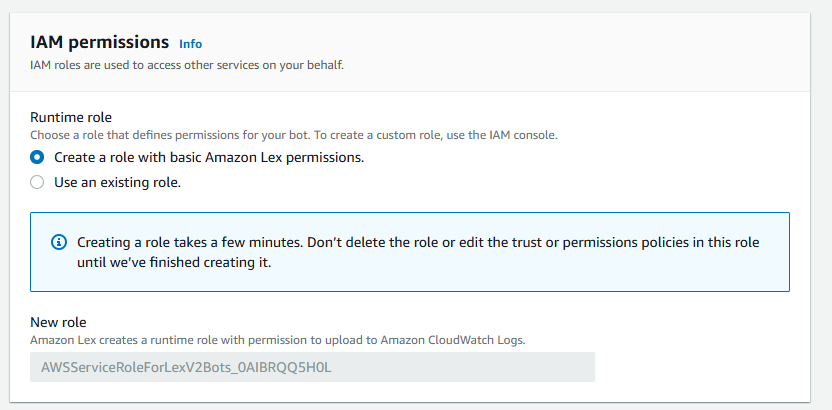 IAM permissions Info
IAM roles are used to access other services on your behalf.
Runtime role
Choose a role that defines permissions for your bot. To create a custom role, use the IAM console.
Create a role with basic Amazon Lex permissions.
Use an existing role.
Creating a role takes a few minutes. Don’t delete the role or edit the trust or permissions policies in this role
until we’ve finished creating it.
New role
Amazon Lex creates a runtime role with permission to upload to Amazon CloudWatch Logs.
AWSServiceRoleForLexV2Bots_0AIBRQQ5H0L